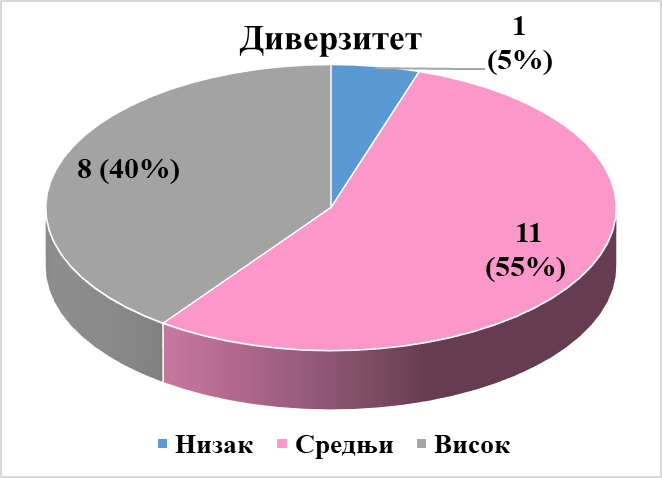 Диверзитет
1
(5%)
8 (40%)
11
(55%)
Низак Средњи Висок